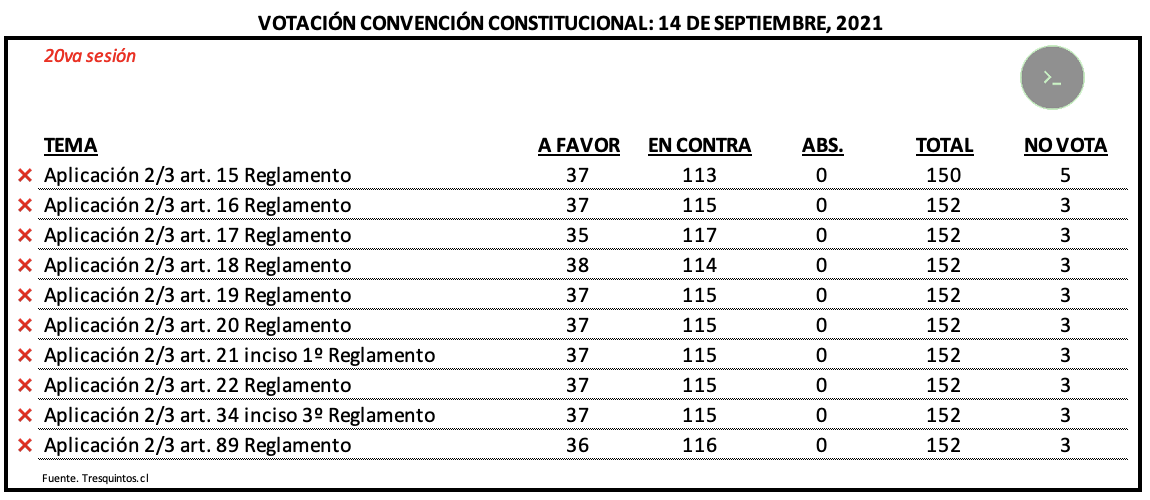 VOTACIÓN CONVENCIÓN CONSTITUCIONAL: 14 DE SEPTIEMBRE, 2021
20va sesión
>_
TEMA A FAVOR EN CONTRA ABS. TOTAL NO VOTA
× Aplicación 2/3 art. 15 Reglamento 37 113 0 150 5
× Aplicación 2/3 art. 16 Reglamento 37 115 0 152 3
× Aplicación 2/3 art. 17 Reglamento 35 117 0 152 3
× Aplicación 2/3 art. 18 Reglamento 38 114 0 152 3
× Aplicación 2/3 art. 19 Reglamento 37 115 0 152 3
× Aplicación 2/3 art. 20 Reglamento 37 115 0 152 3
× Aplicación 2/3 art. 21 inciso 1º Reglamento 37 115 0 152 3
× Aplicación 2/3 art. 22 Reglamento 37 115 0 152 3
× Aplicación 2/3 art. 34 inciso 3º Reglamento 37 115 0 152 3
× Aplicación 2/3 art. 89 Reglamento 36 116 0 152 3
Fuente. Tresquintos.cl